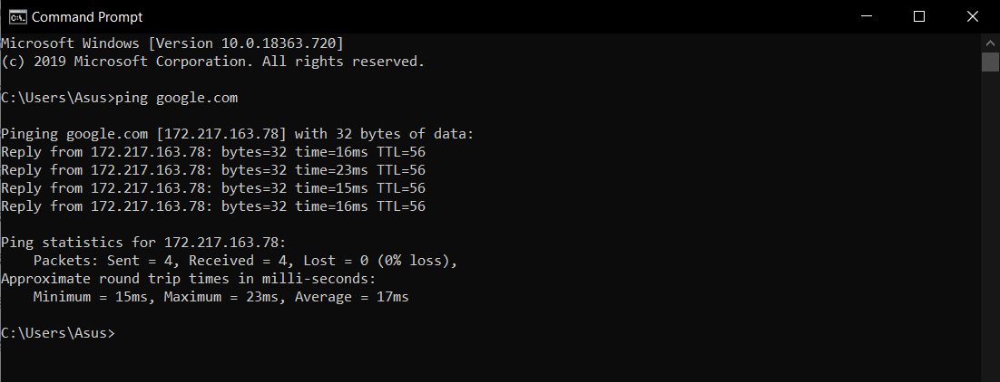 Command Prompt
Microsoft Windows [Version 10.0.18363.720]
(c) 2019 Microsoft Corporation. All rights reserved.
C:\Users\Asus>ping google.com
Pinging google.com [172.217.163.78] with 32 bytes of data:
Reply from 172.217.163.78: bytes=32 time=16ms TTL=56
Reply from 172.217.163.78: bytes=32 time=23ms TTL=56
Reply from 172.217.163.78: bytes=32 time=15ms TTL=56
Reply from 172.217.163.78: bytes=32 time=16ms TTL=56
Ping statistics for 172.217.163.78:
    Packets: Sent = 4, Received = 4, Lost = 0 (0% loss),
Approximate round trip times in milli-seconds:
    Minimum = 15ms, Maximum = 23ms, Average = 17ms
C:\Users\Asus>